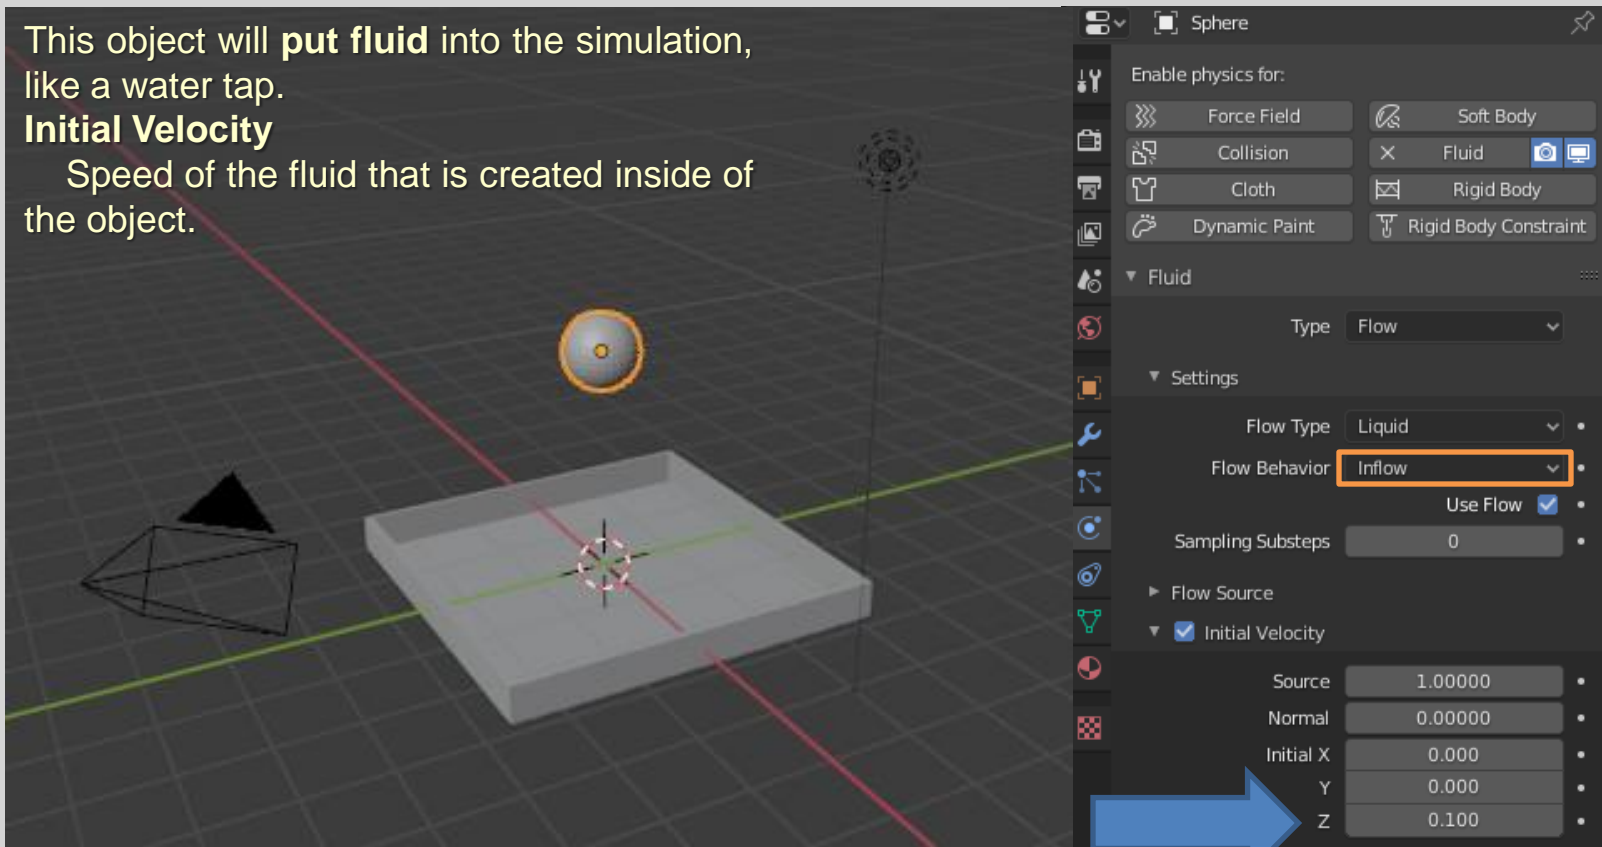 This object will put fluid into the simulation,
like a water tap.
Initial Velocity
Speed of the fluid that is created inside of
the object.
Sphere
Enable physics for:
Force Field Soft Body
Collision Fluid
Cloth Rigid Body
Dynamic Paint Rigid Body Constraint
Fluid
Type Flow
Settings
Flow Type Liquid
Flow Behavior Inflow
Use Flow
Sampling Substeps 0
Flow Source
Initial Velocity
Source 1.00000
Normal 0.00000
Initial X 0.000
Y 0.000
Z 0.100